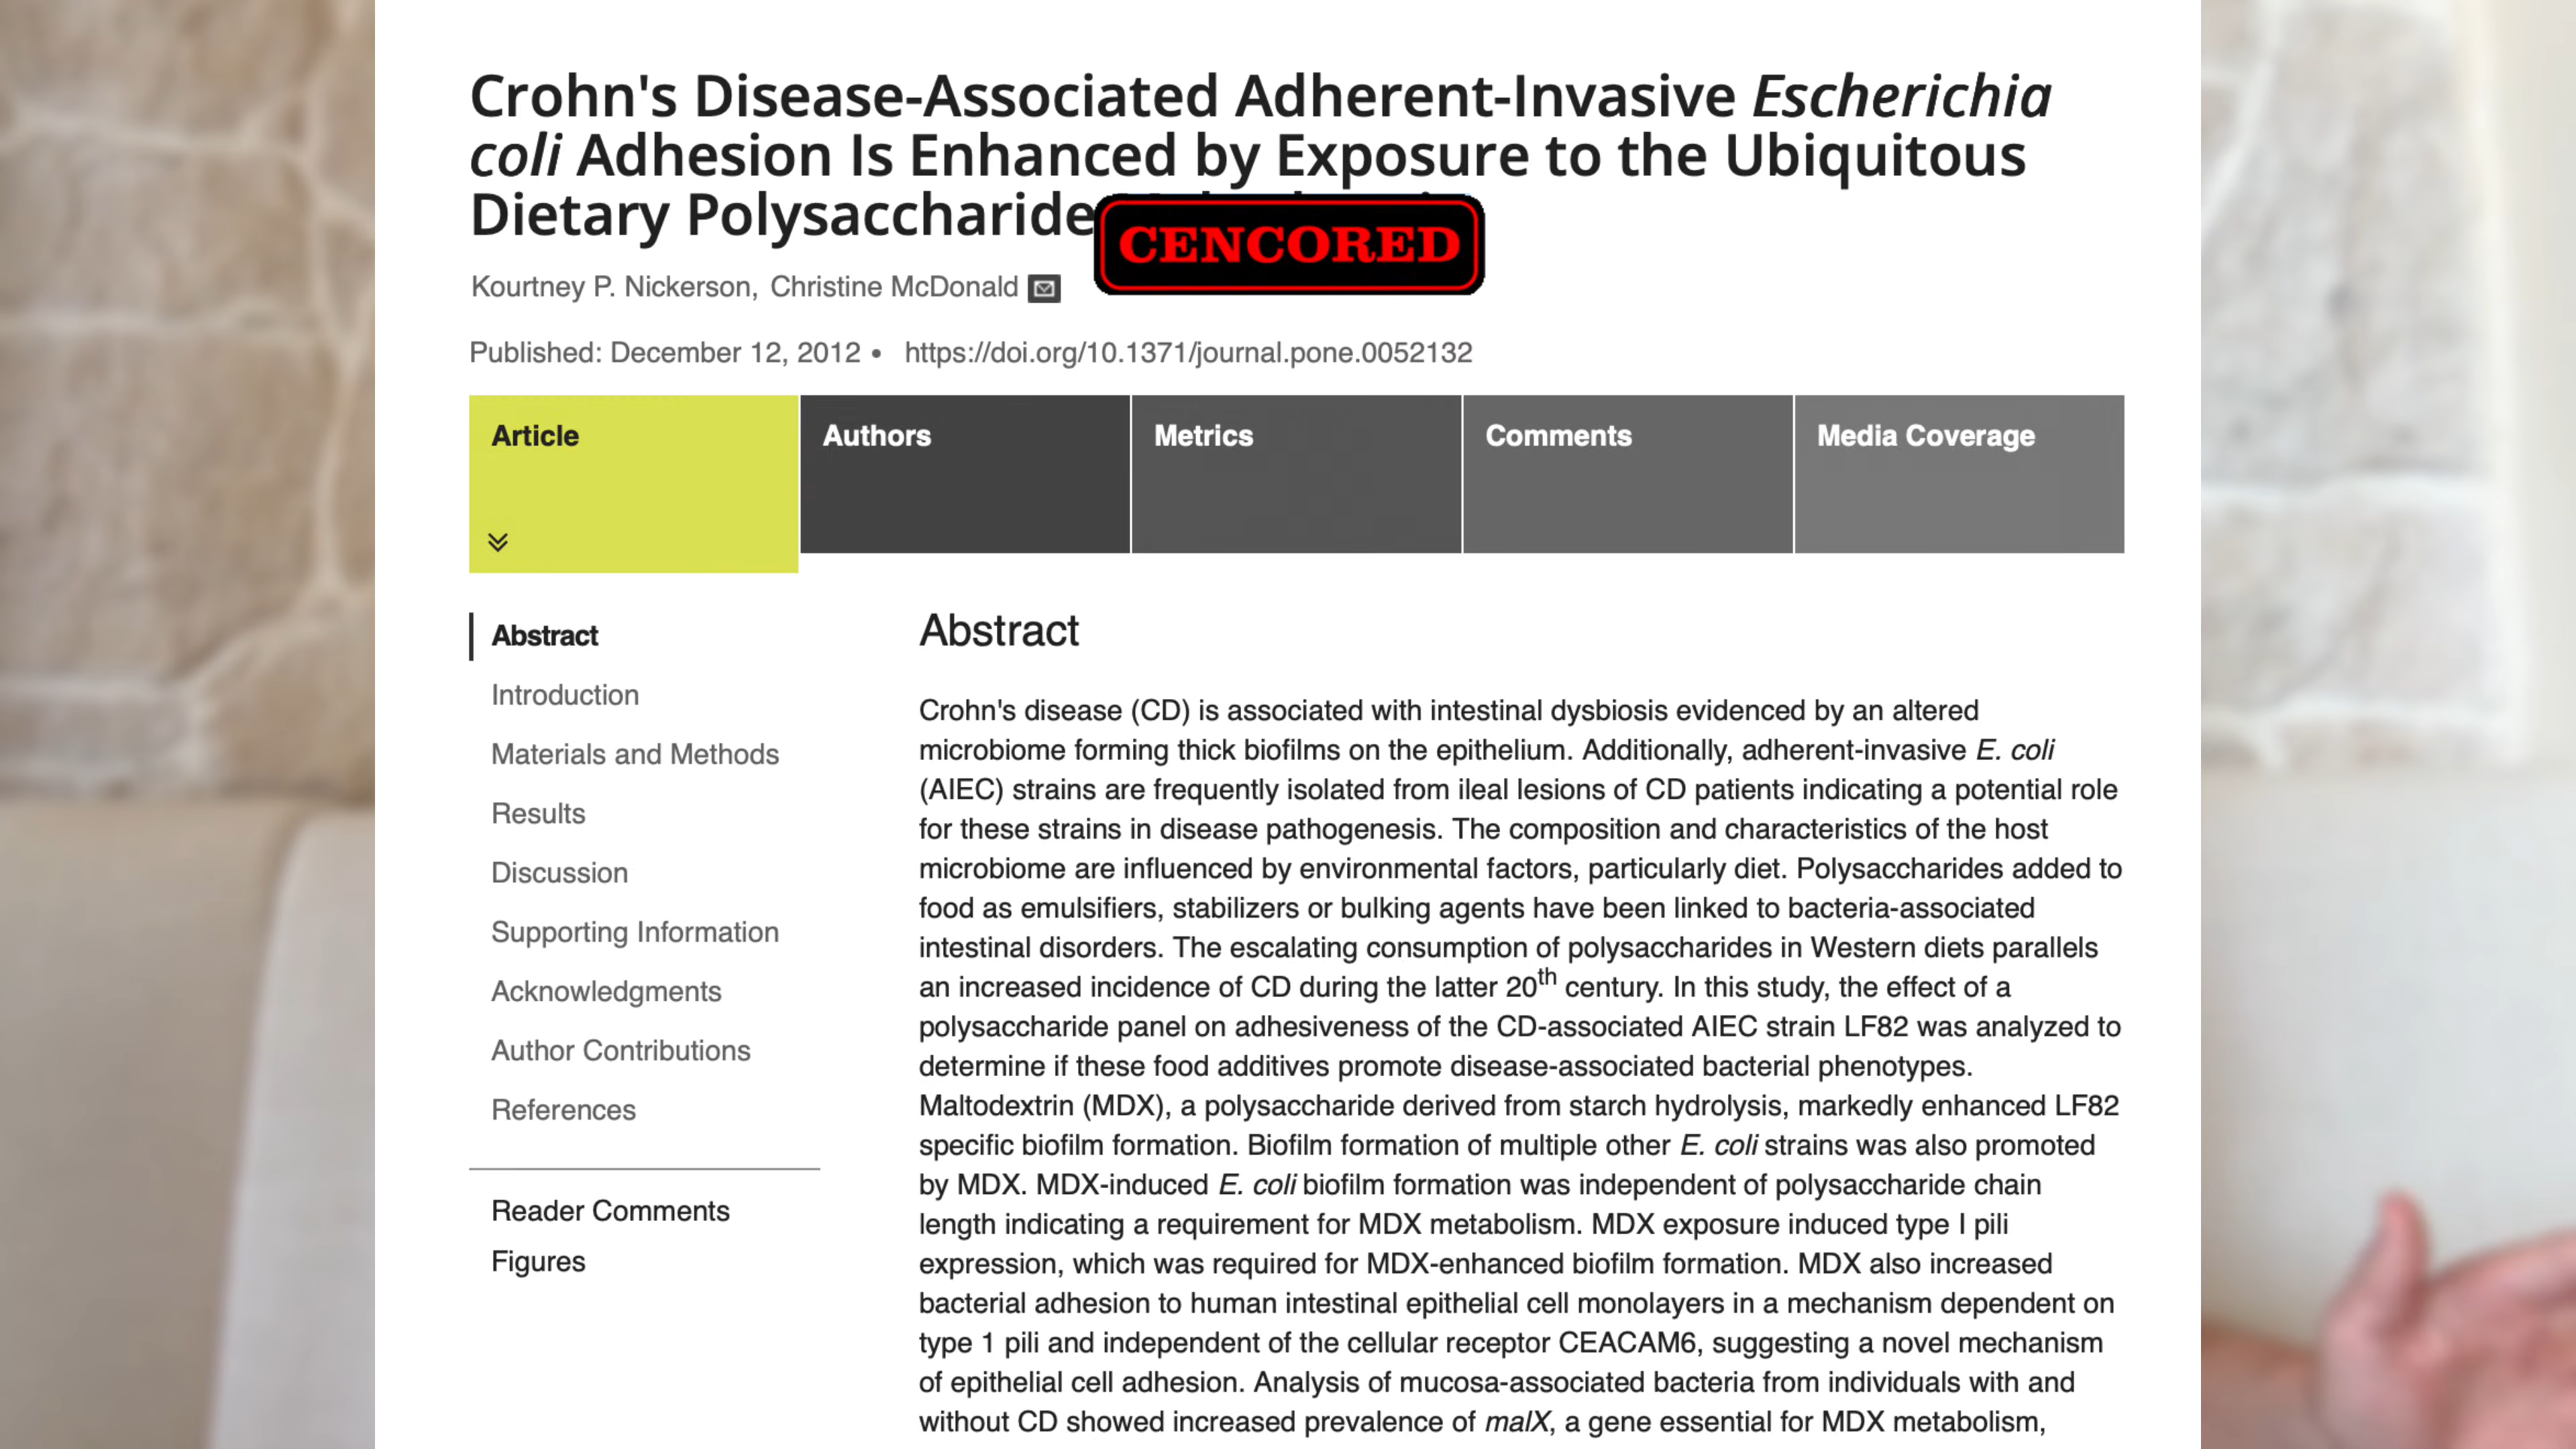 Crohn's Disease-Associated Adherent-Invasive Escherichia
coli Adhesion Is Enhanced by Exposure to the Ubiquitous
Dietary Polysaccharide
CENCORED
Kourtney P. Nickerson, Christine McDonald
Published: December 12, 2012 • https://doi.org/10.1371/journal.pone.0052132
Article
Authors
Metrics
Comments
Media Coverage
Abstract
Introduction
Materials and Methods
Results
Discussion
Supporting Information
Acknowledgments
Author Contributions
References
Reader Comments
Figures
Abstract
Crohn's disease (CD) is associated with intestinal dysbiosis evidenced by an altered
microbiome forming thick biofilms on the epithelium. Additionally, adherent-invasive E. coli
(AIEC) strains are frequently isolated from ileal lesions of CD patients indicating a potential role
for these strains in disease pathogenesis. The composition and characteristics of the host
microbiome are influenced by environmental factors, particularly diet. Polysaccharides added to
food as emulsifiers, stabilizers or bulking agents have been linked to bacteria-associated
intestinal disorders. The escalating consumption of polysaccharides in Western diets parallels
an increased incidence of CD during the latter 20th century. In this study, the effect of a
polysaccharide panel on adhesiveness of the CD-associated AIEC strain LF82 was analyzed to
determine if these food additives promote disease-associated bacterial phenotypes.
Maltodextrin (MDX), a polysaccharide derived from starch hydrolysis, markedly enhanced LF82
specific biofilm formation. Biofilm formation of multiple other E. coli strains was also promoted
by MDX. MDX-induced E. coli biofilm formation was independent of polysaccharide chain
length indicating a requirement for MDX metabolism. MDX exposure induced type I pili
expression, which was required for MDX-enhanced biofilm formation. MDX also increased
bacterial adhesion to human intestinal epithelial cell monolayers in a mechanism dependent on
type 1 pili and independent of the cellular receptor CEACAM6, suggesting a novel mechanism
of epithelial cell adhesion. Analysis of mucosa-associated bacteria from individuals with and
without CD showed increased prevalence of malX, a gene essential for MDX metabolism,